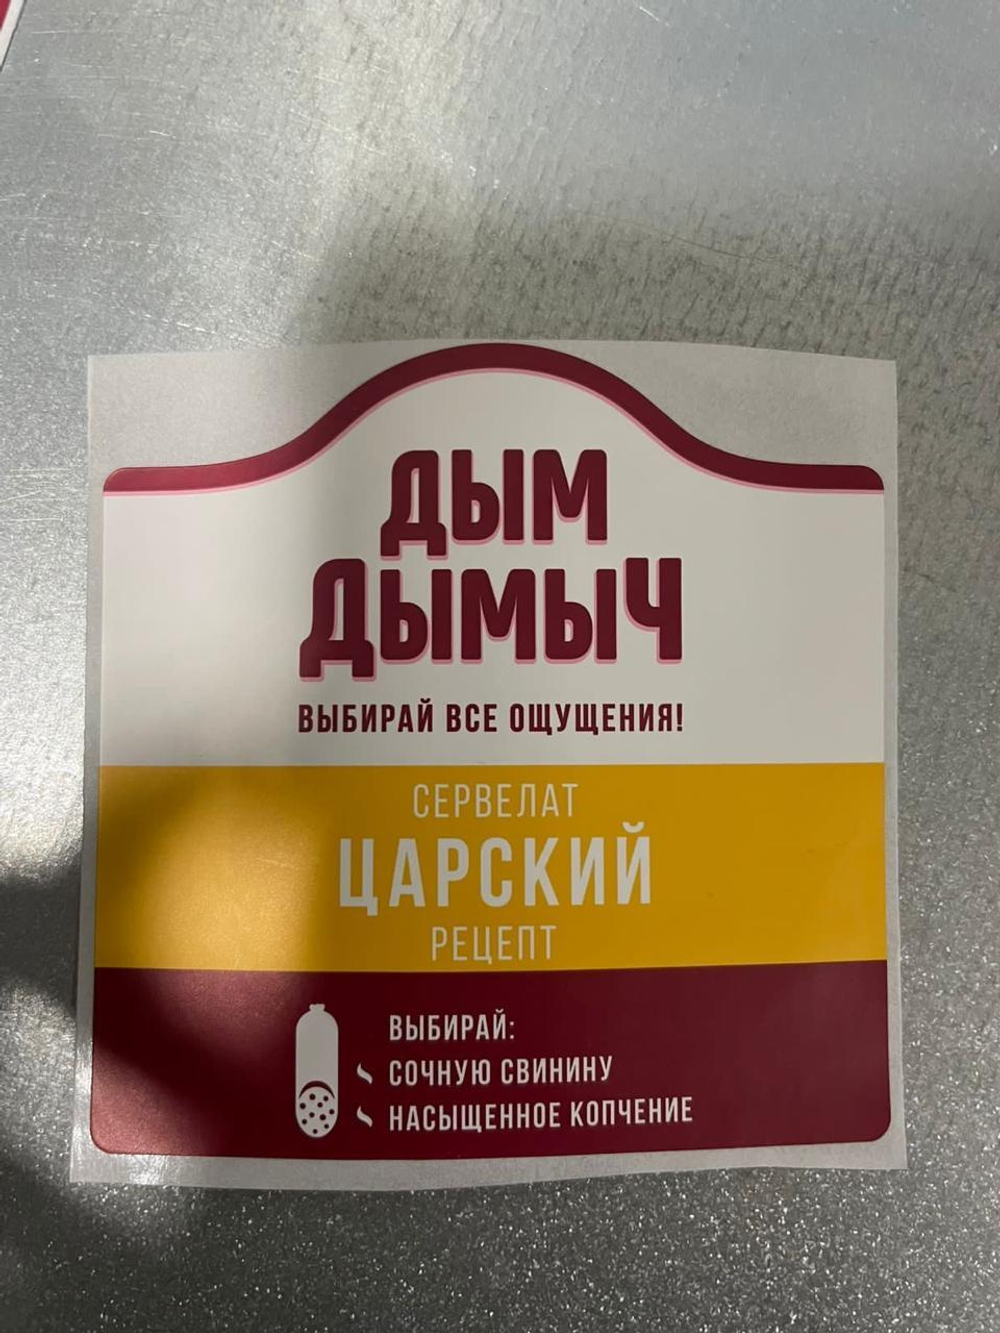 ДЫМ
ДЫМЫЧ
ВЫБИРАЙ ВСЕ ОЩУЩЕНИЯ!
СЕРВЕЛАТ
ЦАРСКИЙ
РЕЦЕПТ
ВЫБИРАЙ:
СОЧНУЮ СВИНИНУ
НАСЫЩЕННОЕ КОПЧЕНИЕ